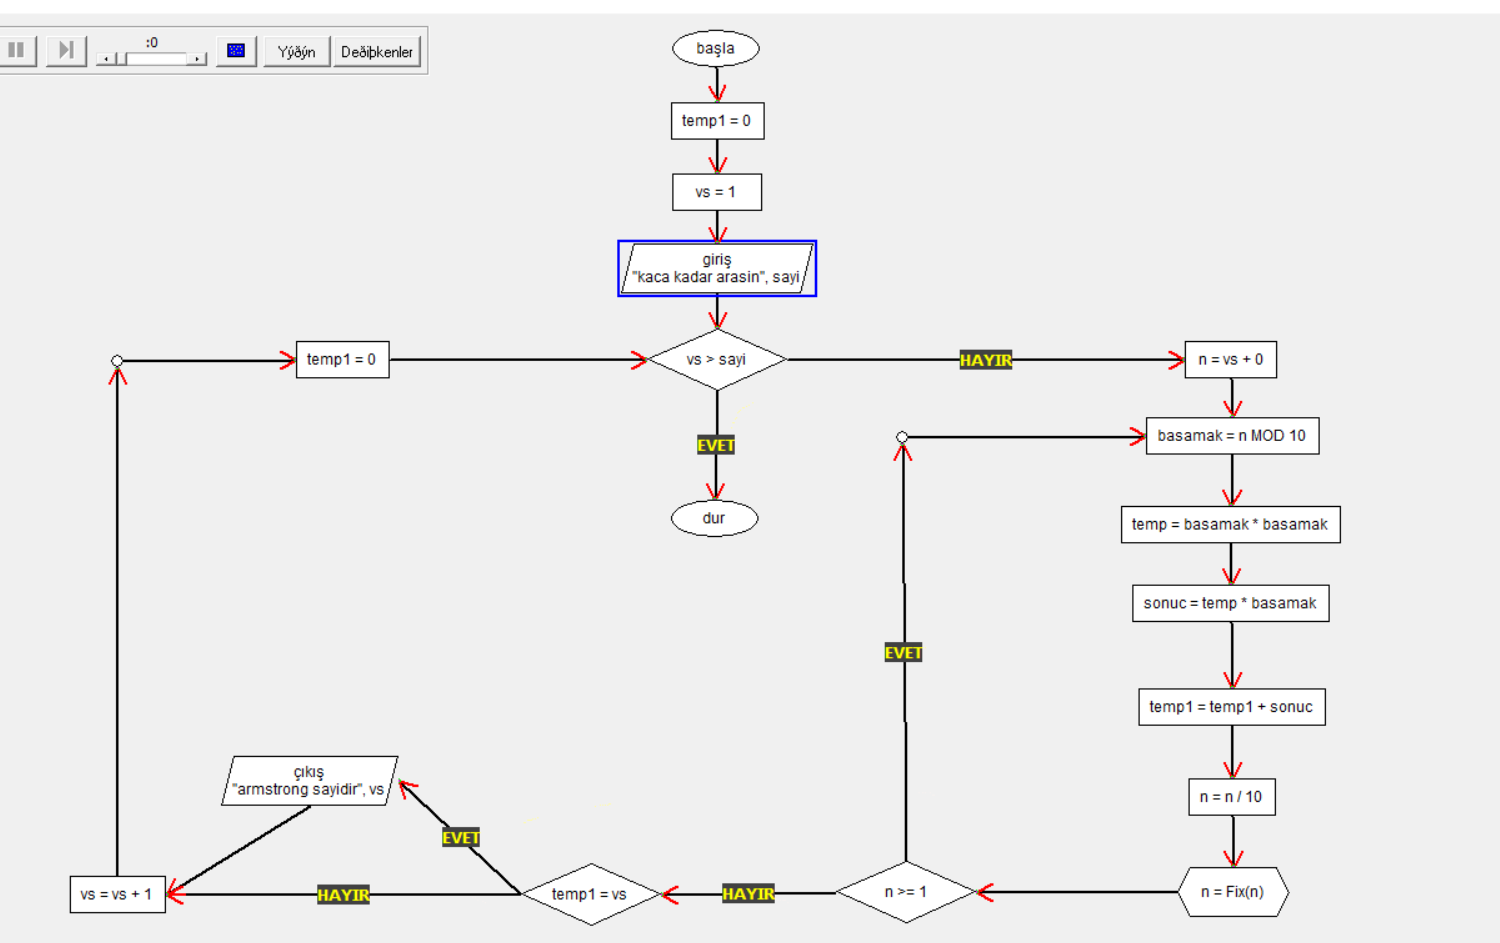 :0
Ýýðýn
Deðiþkenler
başla
temp1 = 0
vs = 1
giriş
"kaca kadar arasin", sayi
temp1 = 0
vs > sayi
HAYIR
n = vs + 0
EVET
basamak = n MOD 10
dur
temp = basamak * basamak
sonuc = temp * basamak
EVET
temp1 = temp1 + sonuc
çıkış
"armstrong sayidir", vs
n = n / 10
EVET
vs = vs + 1
HAYIR
temp1 = vs
HAYIR
n >= 1
n = Fix(n)